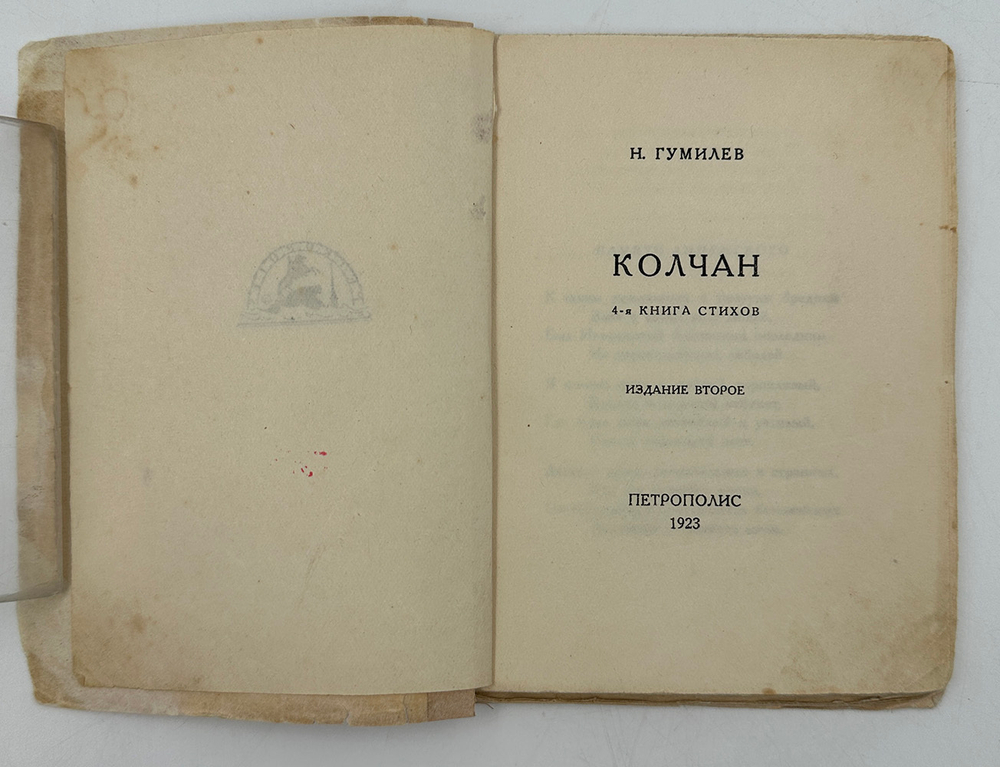 Н. ГУМИЛЕВ
КОЛЧАН
4-я КНИГА СТИХОВ
ИЗДАНИЕ ВТОРОЕ
ПЕТРОПОЛИС
1923